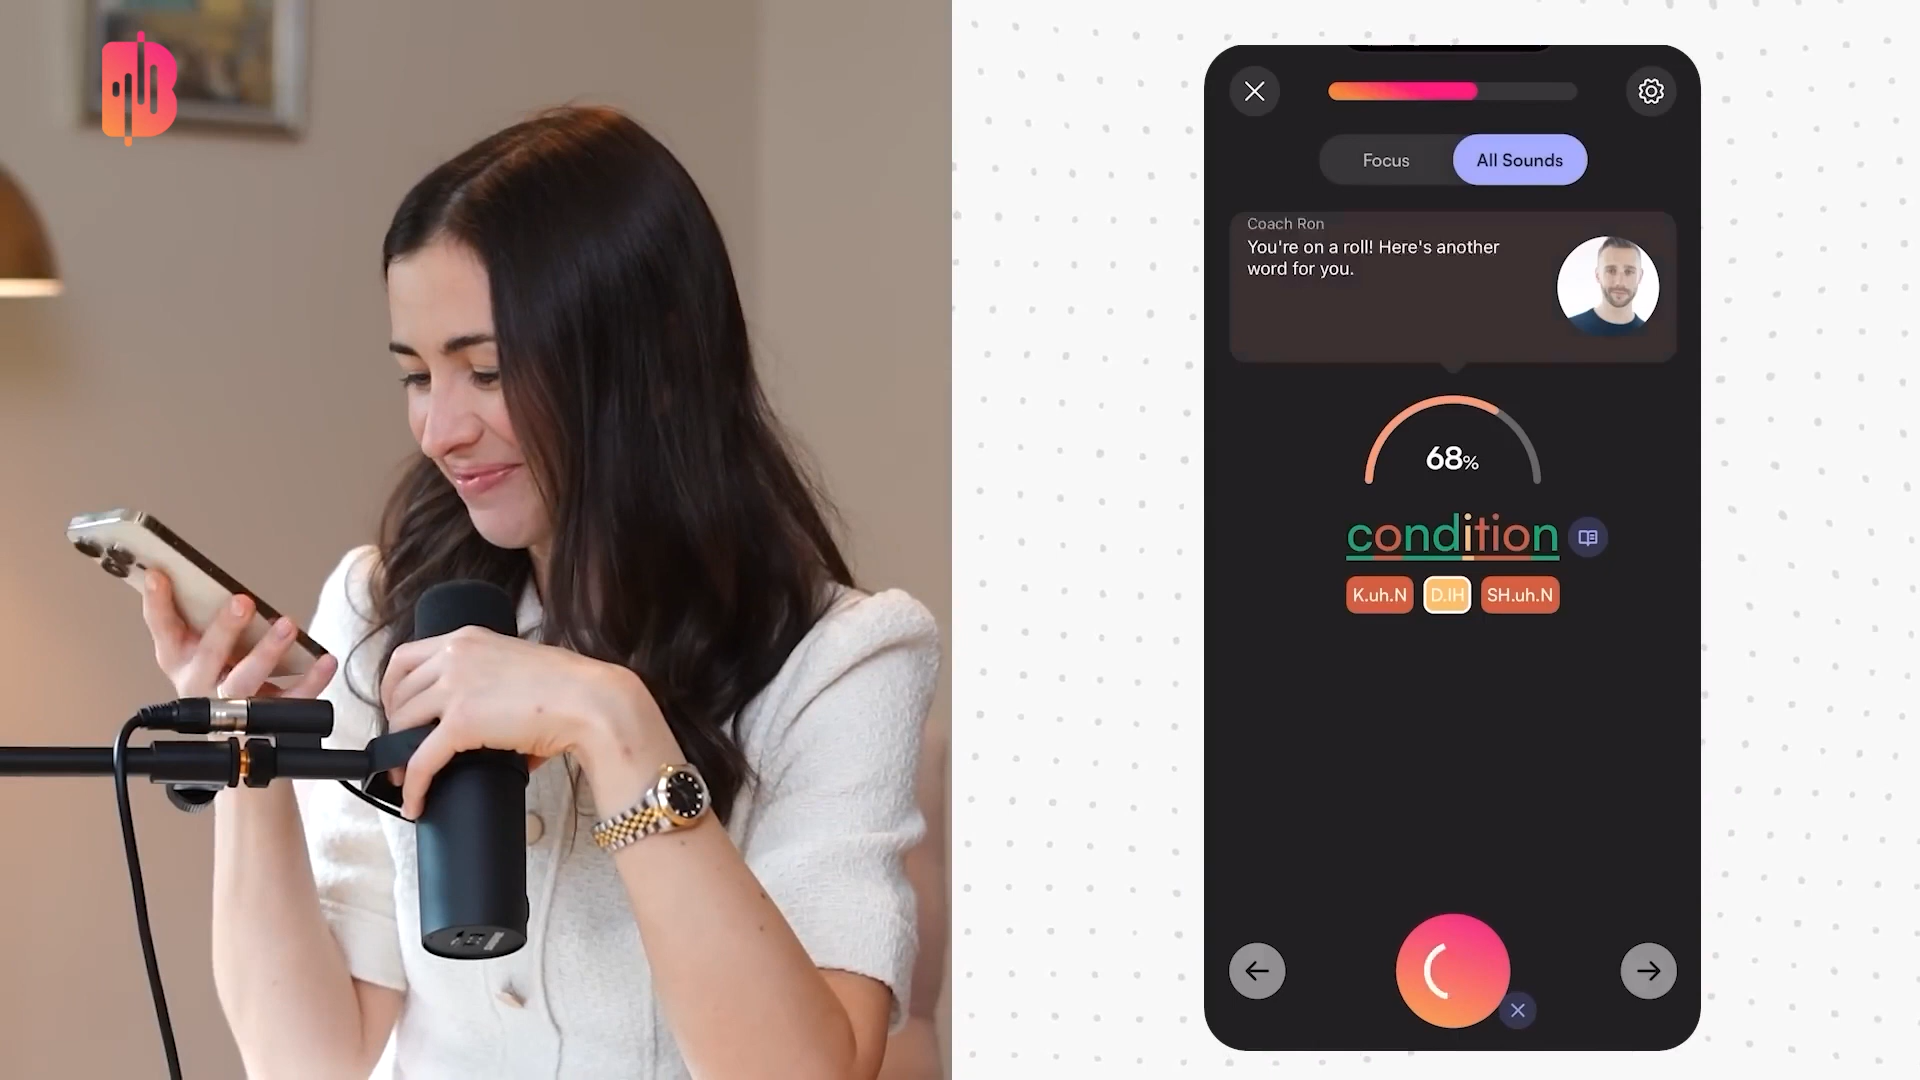 Focus
All Sounds
Coach Ron
You're on a roll! Here's another
word for you.
68%
condition
K.uh.N
D.IH
SH.uh.N